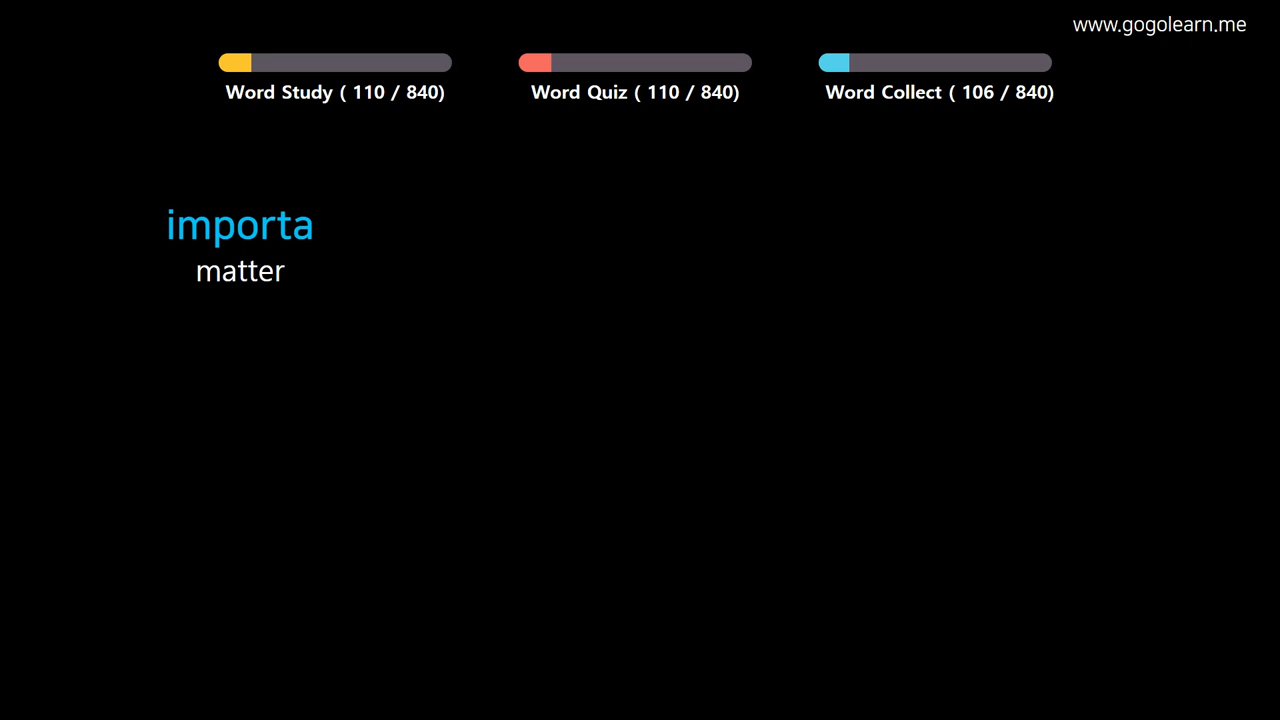 www.gogolearn.me
Word Study ( 110 / 840)
Word Quiz ( 110 / 840)
Word Collect ( 106 / 840)
importa
matter